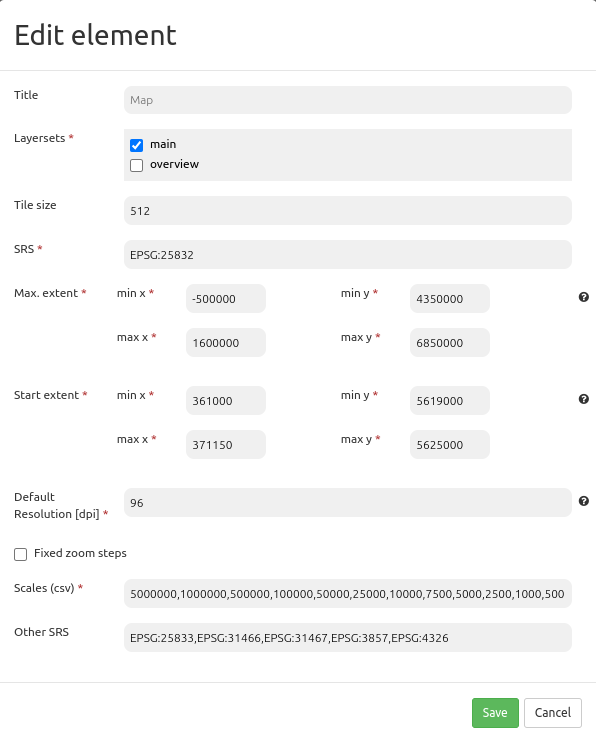 Edit element
Title
Map
Layersets *
main
overview
Tile size
512
SRS *
EPSG:25832
Max. extent *
min x *
-500000
min y *
4350000
max x *
1600000
max y *
6850000
Start extent *
min x *
361000
min y *
5619000
max x *
371150
max y *
5625000
Default
Resolution [dpi] *
96
Fixed zoom steps
Scales (csv) *
5000000,1000000,500000,100000,50000,25000,10000,7500,5000,2500,1000,500
Other SRS
EPSG:25833,EPSG:31466,EPSG:31467,EPSG:3857,EPSG:4326
Save
Cancel